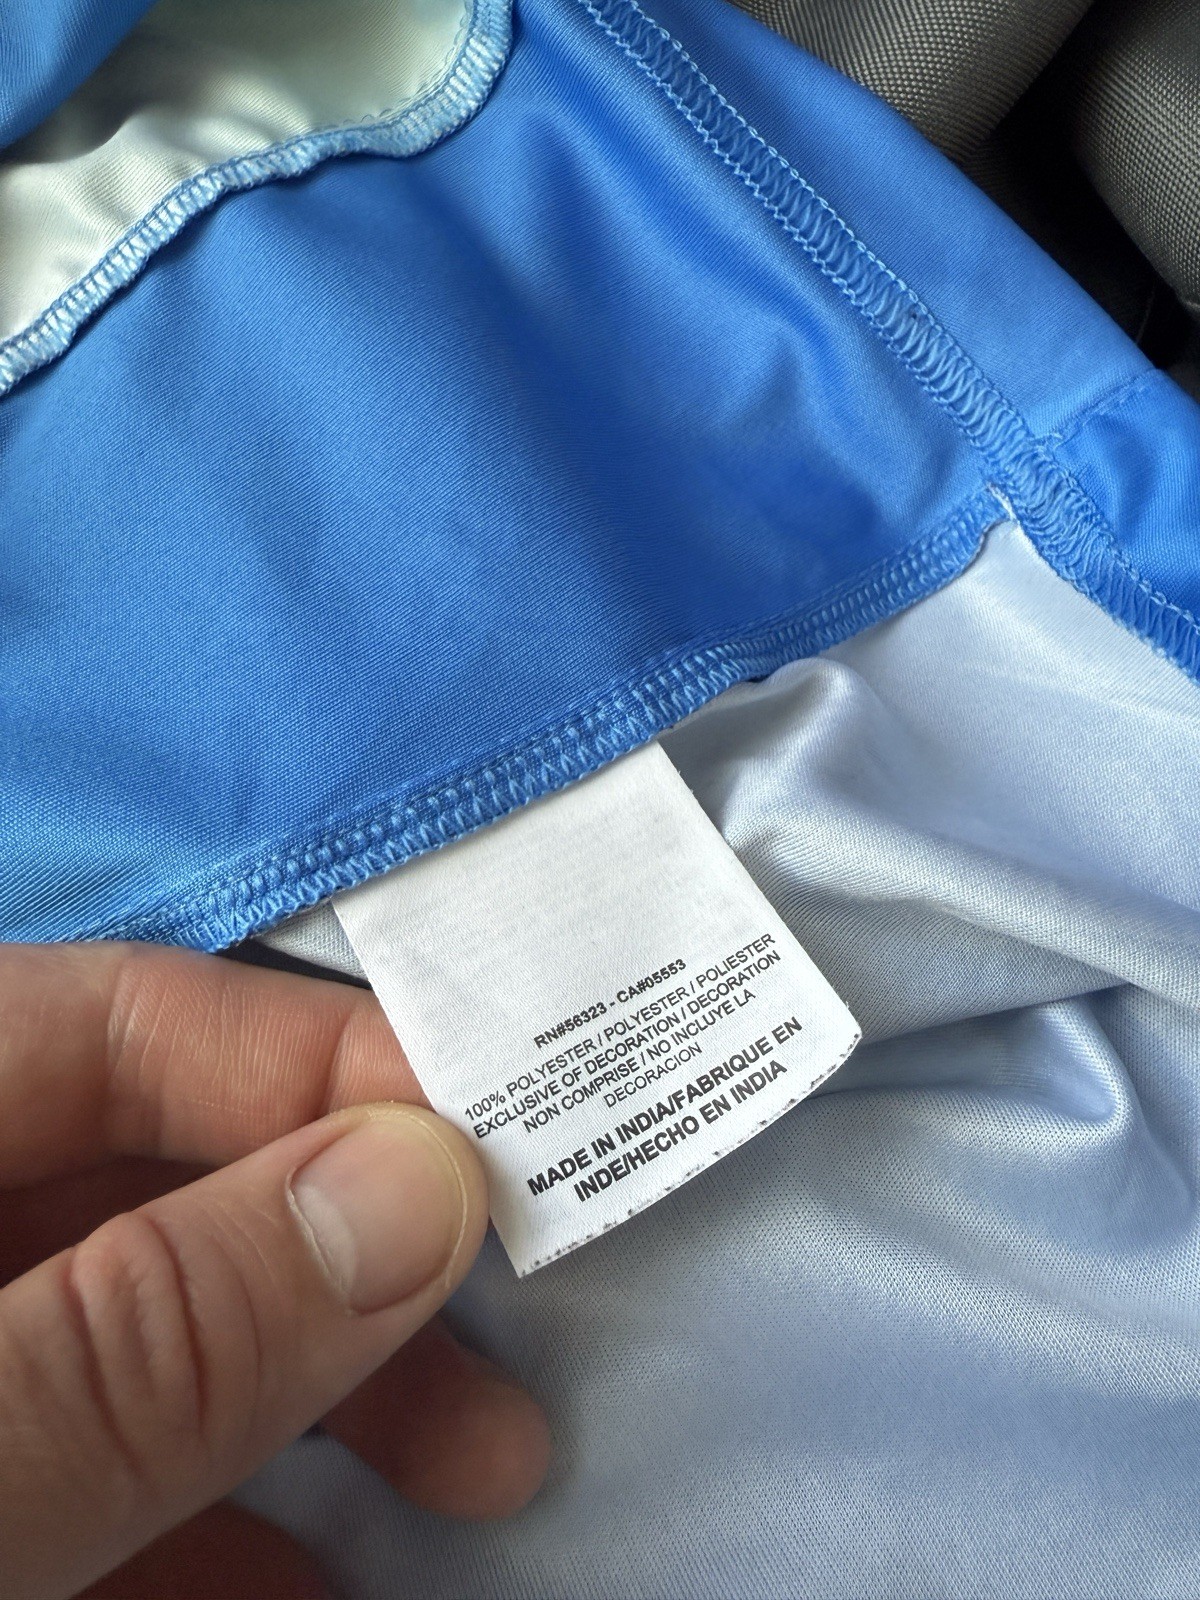 RN#56323 - CA#05553
100% POLYESTER / POLYESTER / POLIESTER
EXCLUSIVE OF DECORATION / DECORATION
NON COMPRISE / NO INCLUYE LA
DECORACION
MADE IN INDIA/FABRIQUE EN
INDE/HECHO EN INDIA